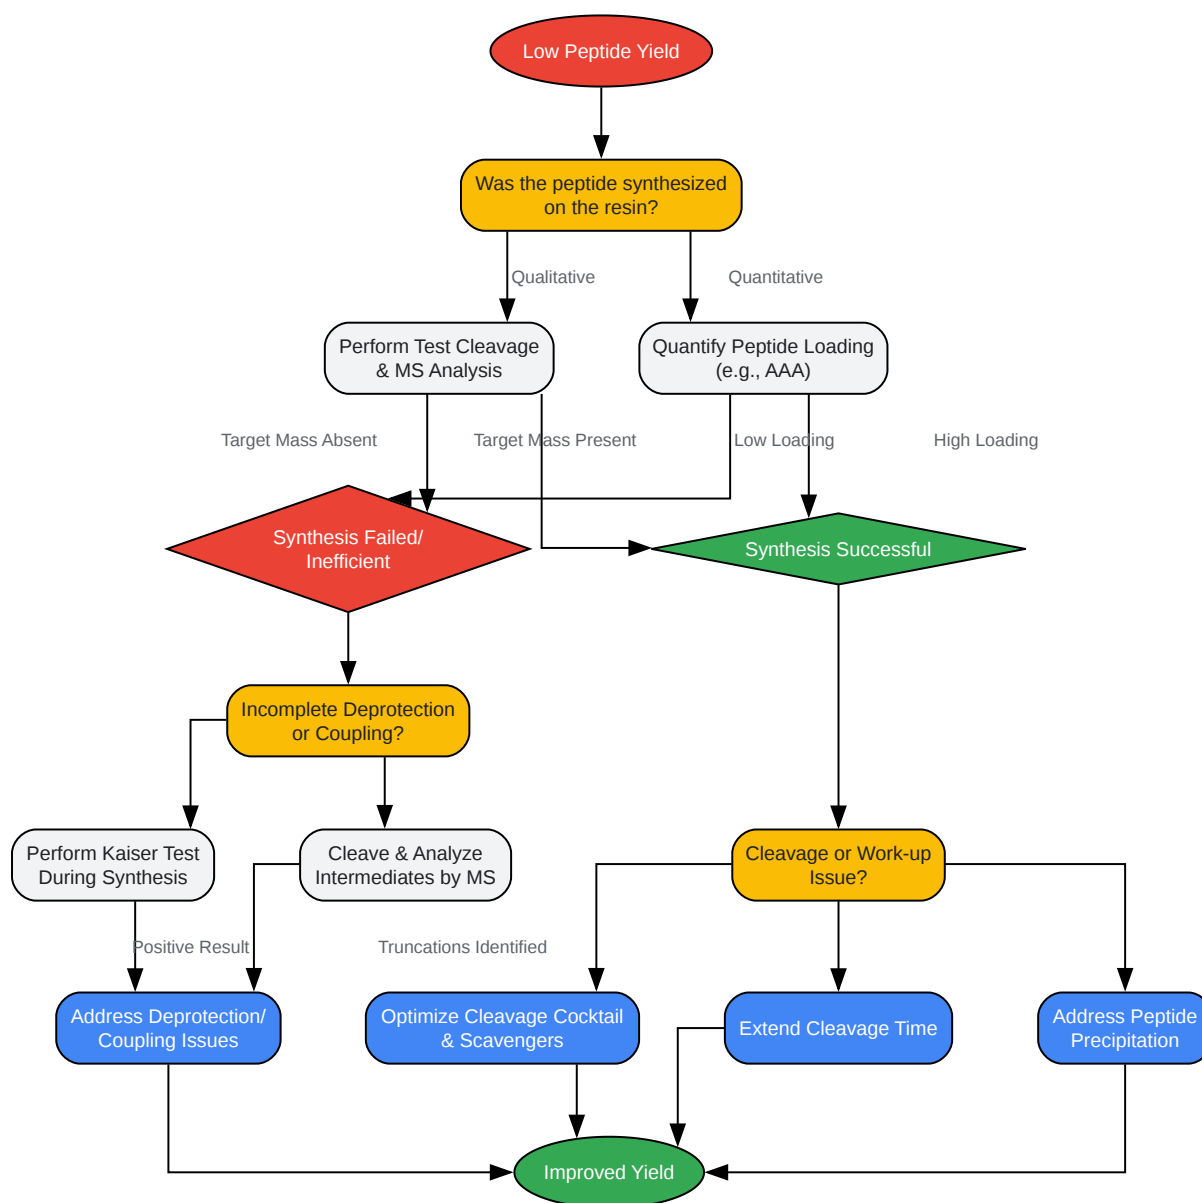 Low Peptide Yield
Was the peptide synthesized
on the resin?
Qualitative
Quantitative
Perform Test Cleavage
& MS Analysis
Quantify Peptide Loading
(e.g., AAA)
Target Mass Absent
Target Mass Present
Low Loading
High Loading
Synthesis Failed/
Inefficient
Synthesis Successful
Incomplete Deprotection
or Coupling?
Perform Kaiser Test
During Synthesis
Cleave & Analyze
Intermediates by MS
Cleavage or Work-up
Issue?
Positive Result
Truncations Identified
Address Deprotection/
Coupling Issues
Optimize Cleavage Cocktail
& Scavengers
Extend Cleavage Time
Address Peptide
Precipitation
Improved Yield